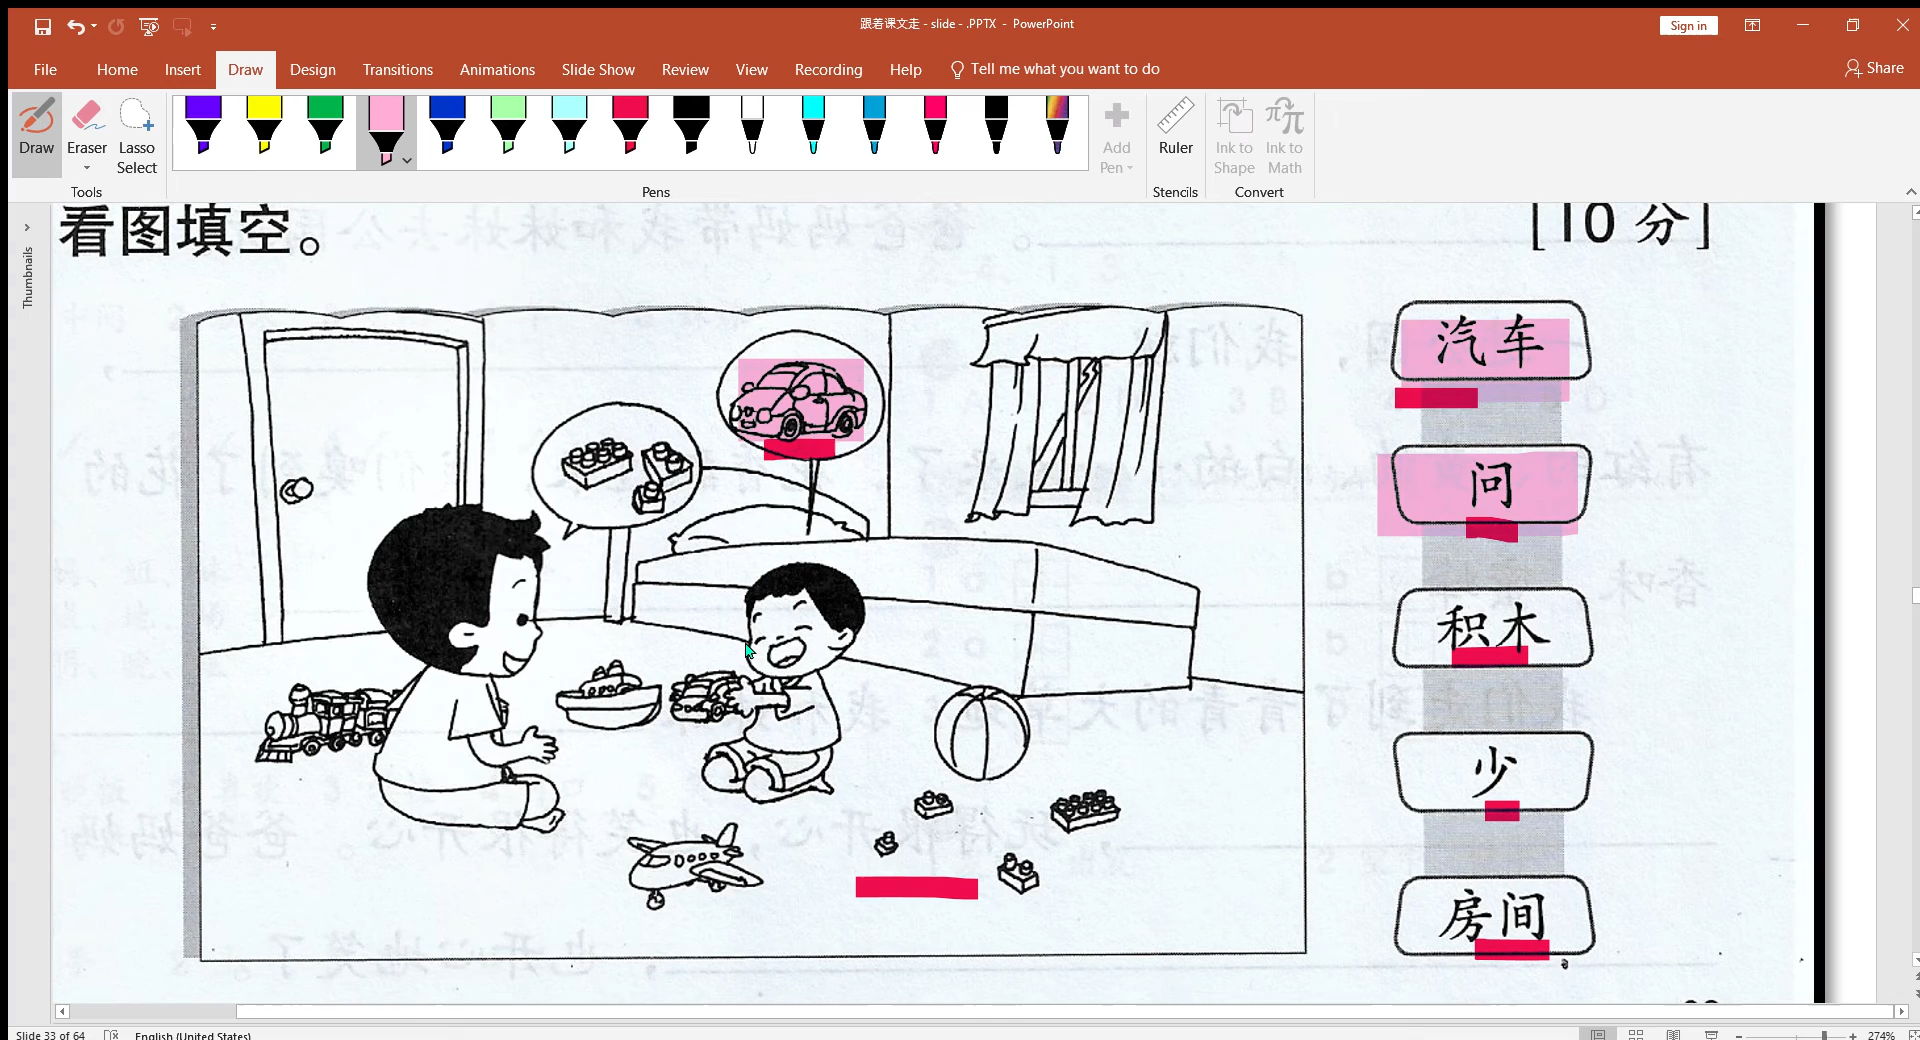 跟着课文走 - slide - .PPTX - PowerPoint
Sign in
File Home Insert Draw Design Transitions Animations Slide Show Review View Recording Help Tell me what you want to do
Share
Draw
Eraser
Lasso Select
Add Pen
Ruler
Ink to Shape
Ink to Math
Tools
Pens
Stencils
Convert
Thumbnails
看图填空。
[10 分]
汽车
问
积木
少
房间
Slide 33 of 64
English (United States)
274%